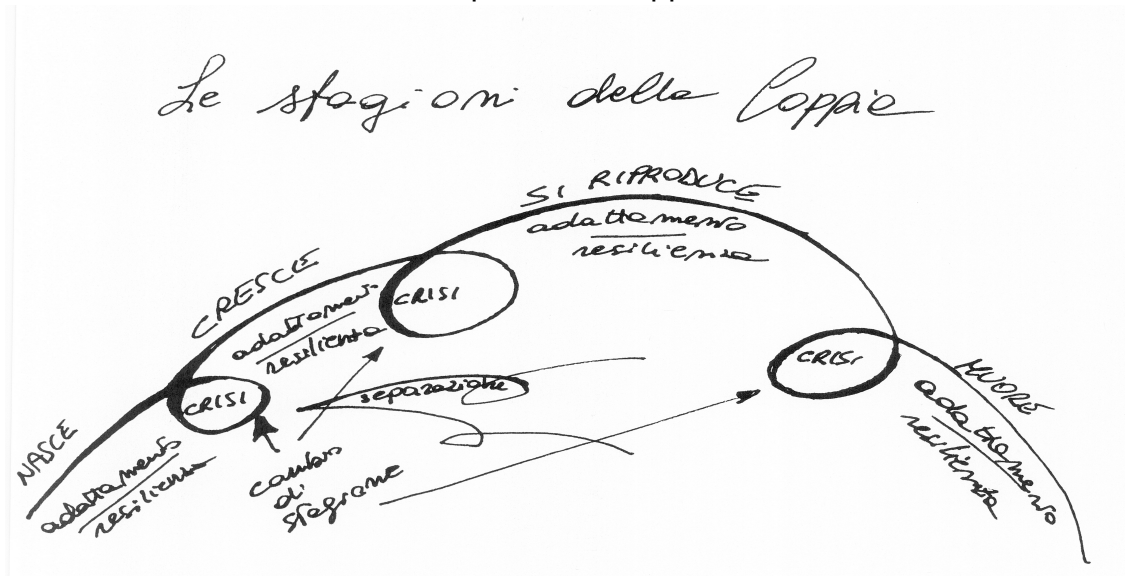 Le stagioni della Coppia
SI RIPRODUCE
adattamento
resilienza
CRESCE
adattamento
resilienza
CRISI
NASCE
adattamento
resilienza
CRISI
separazione
cambio
di
stagione
CRISI
MUORE
adattamento
resilienza